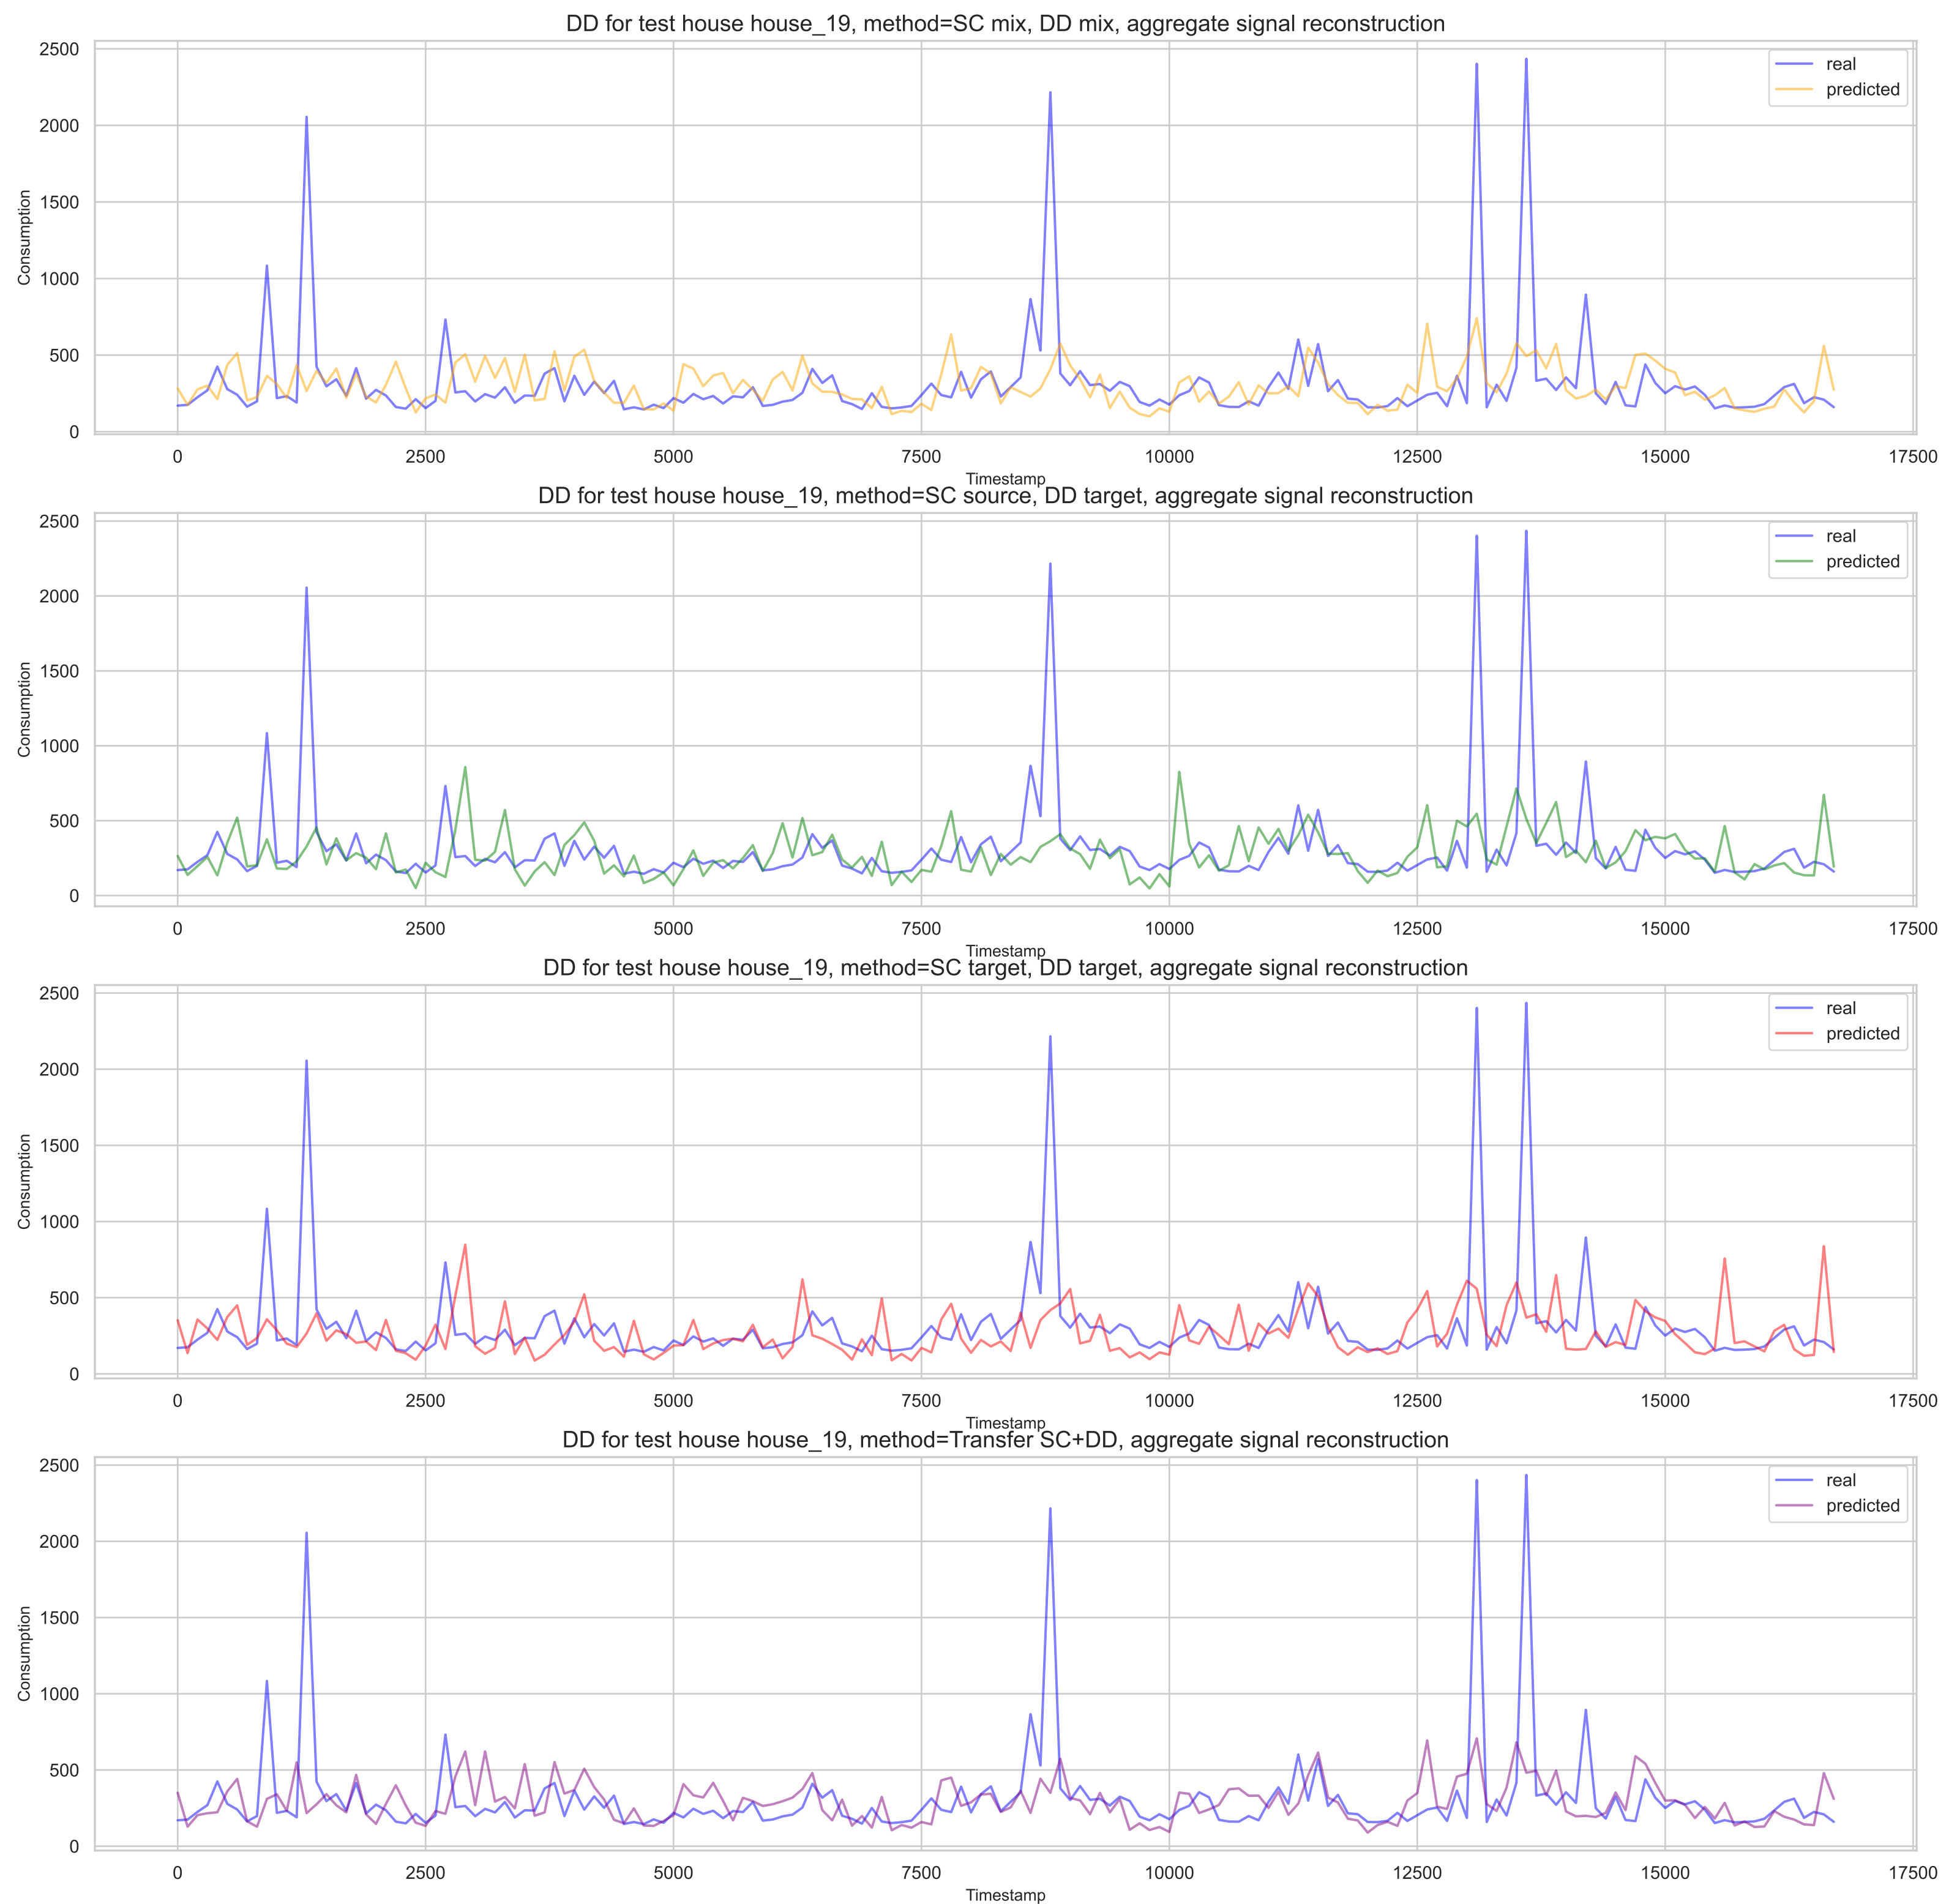 DD for test house house_19, method=SC mix, DD mix, aggregate signal reconstruction
2500
2000
1500
1000
500
0
Consumption
real
predicted
0 2500 5000 7500 10000 12500 15000 17500
Timestamp
DD for test house house_19, method=SC source, DD target, aggregate signal reconstruction
2500
2000
1500
1000
500
0
Consumption
real
predicted
0 2500 5000 7500 10000 12500 15000 17500
Timestamp
DD for test house house_19, method=SC target, DD target, aggregate signal reconstruction
2500
2000
1500
1000
500
0
Consumption
real
predicted
0 2500 5000 7500 10000 12500 15000 17500
Timestamp
DD for test house house_19, method=Transfer SC+DD, aggregate signal reconstruction
2500
2000
1500
1000
500
0
Consumption
real
predicted
0 2500 5000 7500 10000 12500 15000 17500
Timestamp